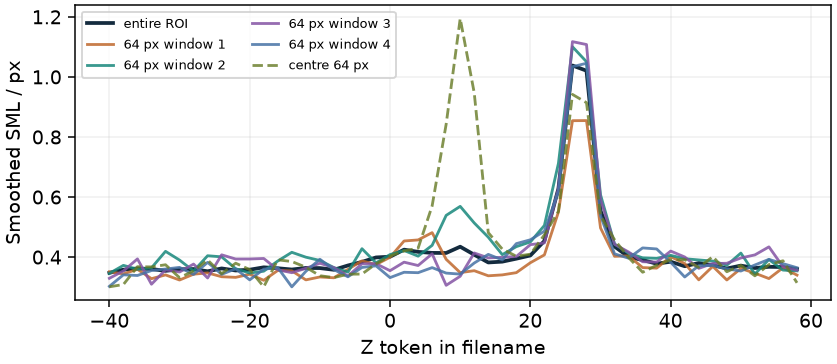 1.2
1.0
0.8
0.6
0.4
Smoothed SML / px
entire ROI
64 px window 1
64 px window 2
64 px window 3
64 px window 4
centre 64 px
−40
−20
0
20
40
60
Z token in filename